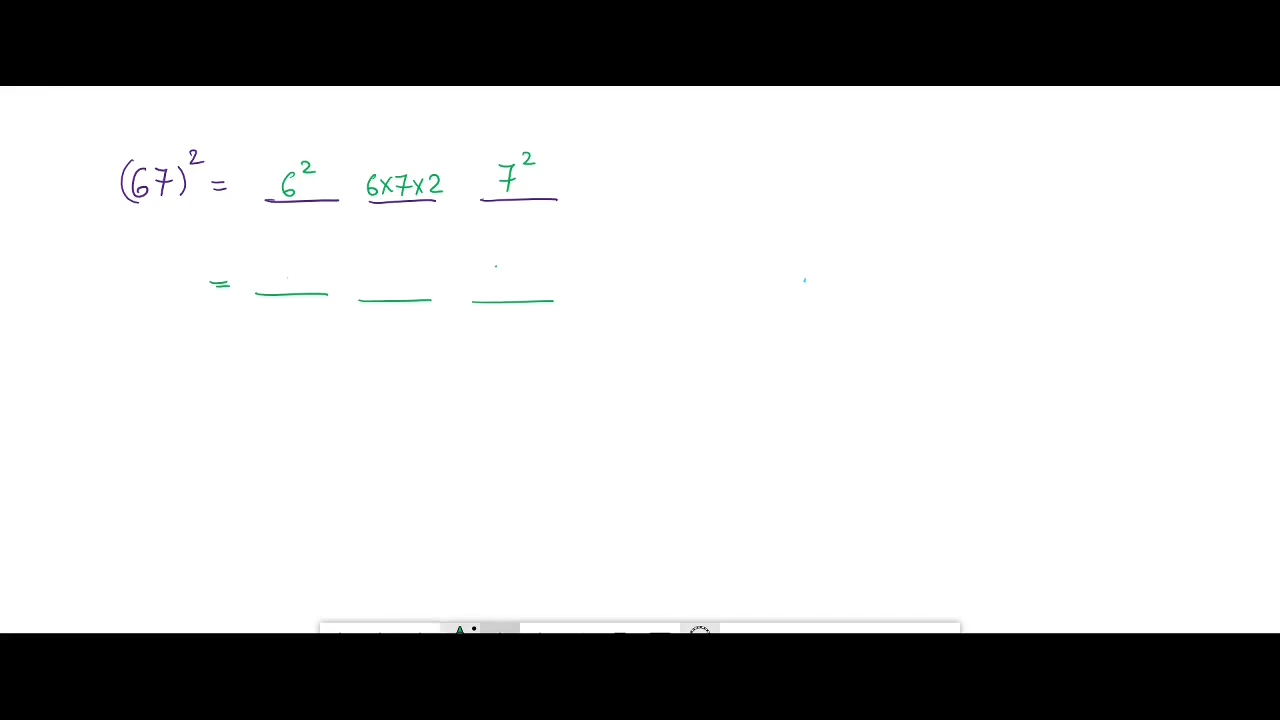 (67)² = 6² 6×7×2 7²
=